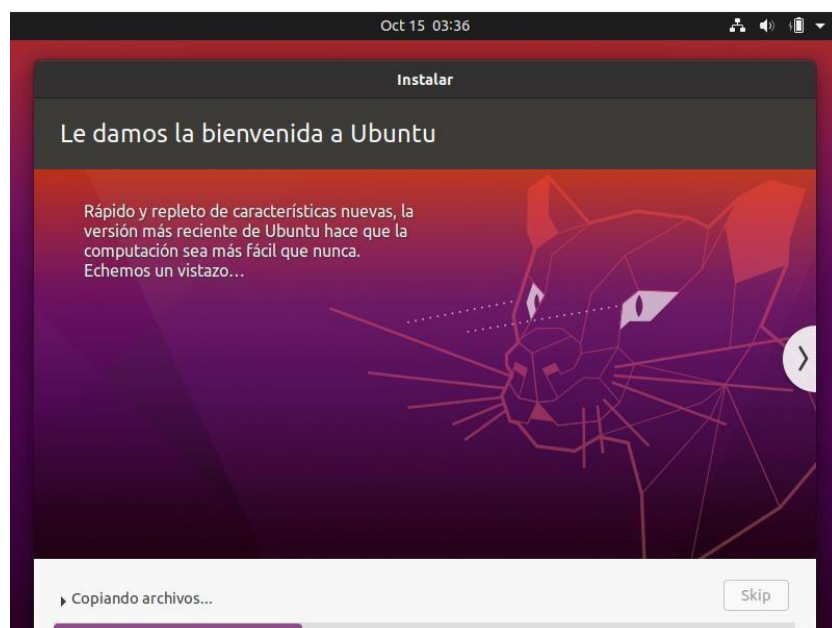 Oct 15 03:36
Instalar
Le damos la bienvenida a Ubuntu
Rápido y repleto de características nuevas, la
versión más reciente de Ubuntu hace que la
computación sea más fácil que nunca.
Echemos un vistazo…
Copiando archivos...
Skip